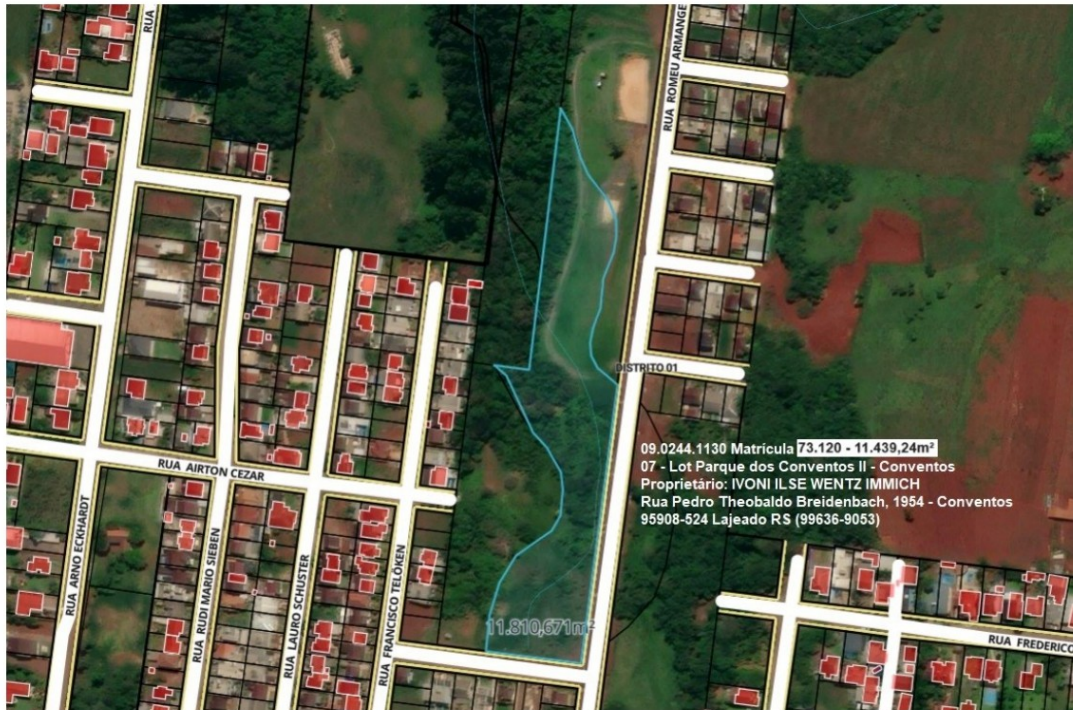 RUA
RUA ROMEU ARMANGE
DISTRITO 01
09.0244.1130 Matrícula 73.120 - 11.439,24m²
07 - Lot Parque dos Conventos II - Conventos
Proprietário: IVONI ILSE WENTZ IMMICH
Rua Pedro Theobaldo Breidenbach, 1954 - Conventos
95908-524 Lajeado RS (99636-9053)
RUA AIRTON CEZAR
RUA ARNO ECKHARDT
RUA RUDI MARIO SIEBEN
RUA LAURO SCHUSTER
RUA FRANCISCO TELÖKEN
11.810,671m²
RUA FREDERICO